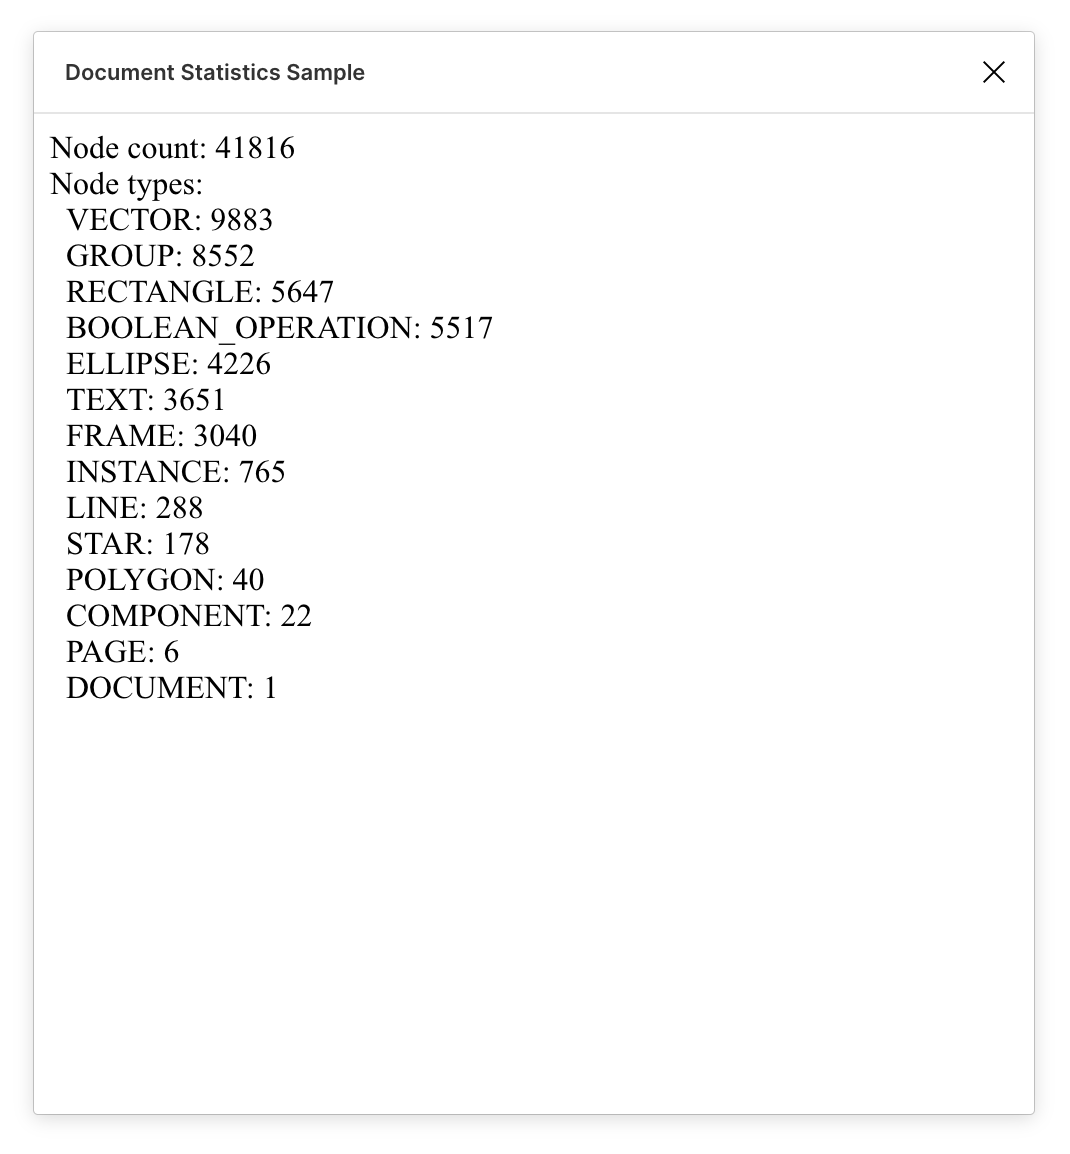 Document Statistics Sample
Node count: 41816
Node types:
VECTOR: 9883
GROUP: 8552
RECTANGLE: 5647
BOOLEAN_OPERATION: 5517
ELLIPSE: 4226
TEXT: 3651
FRAME: 3040
INSTANCE: 765
LINE: 288
STAR: 178
POLYGON: 40
COMPONENT: 22
PAGE: 6
DOCUMENT: 1